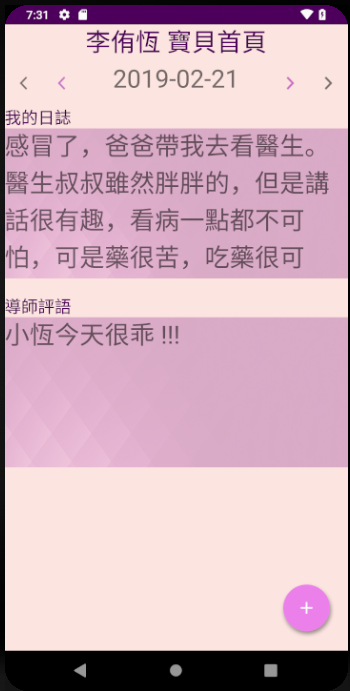 7:31
李侑恆 寶貝首頁
2019-02-21
我的日誌
感冒了，爸爸帶我去看醫生。
醫生叔叔雖然胖胖的，但是講
話很有趣，看病一點都不可
怕，可是藥很苦，吃藥很可
導師評語
小恆今天很乖 !!!